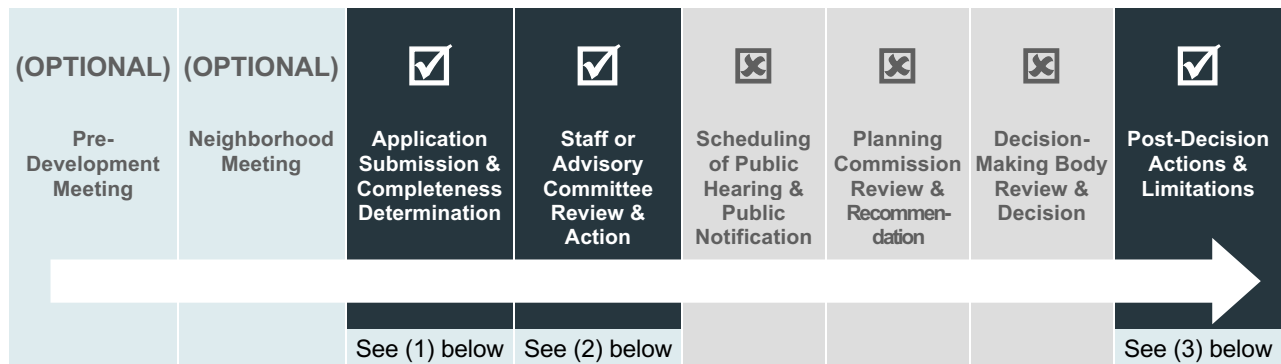 (OPTIONAL)
Pre-
Development
Meeting
(OPTIONAL)
Neighborhood
Meeting
Application
Submission &
Completeness
Determination
See (1) below
Staff or
Advisory
Committee
Review &
Action
See (2) below
Scheduling
of Public
Hearing &
Public
Notification
Planning
Commission
Review &
Recommen-
dation
Decision-
Making Body
Review &
Decision
Post-Decision
Actions &
Limitations
See (3) below